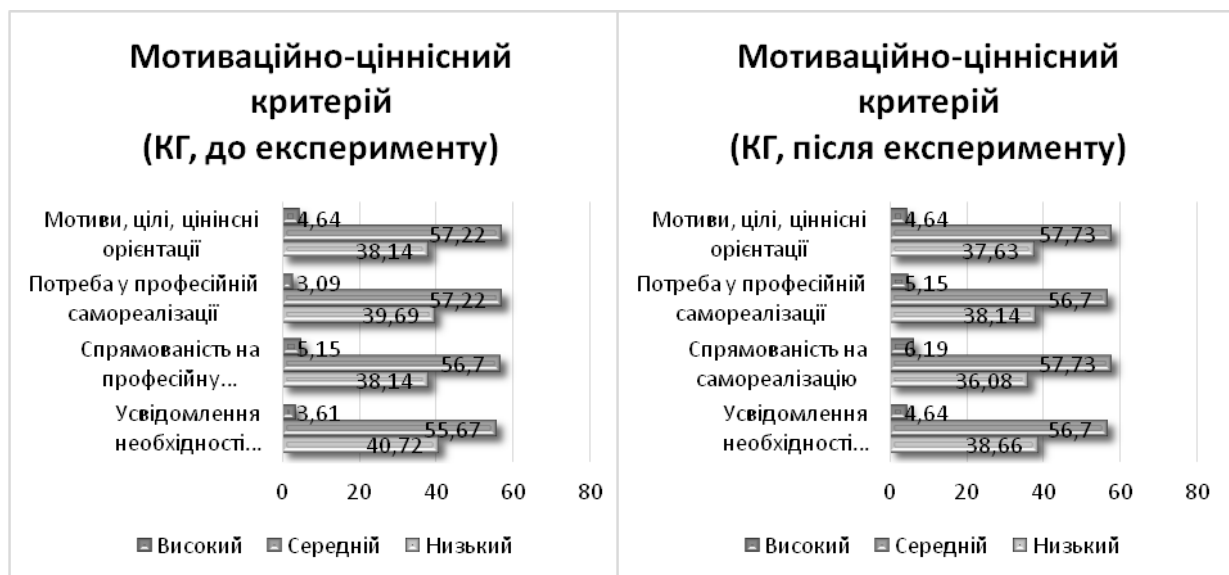 Мотиваційно-ціннісний
критерій
(КГ, до експерименту)
Мотиви, цілі, цінінсні
орієнтації
4,64
57,22
38,14
Потреба у професійній
самореалізації
3,09
57,22
39,69
Спрямованість на
професійну...
5,15
56,7
38,14
Усвідомлення
необхідності...
3,61
55,67
40,72
0 20 40 60 80
Високий Середній Низький
Мотиваційно-ціннісний
критерій
(КГ, після експерименту)
Мотиви, цілі, ціннісні
орієнтації
4,64
57,73
37,63
Потреба у професійній
самореалізації
5,15
56,7
38,14
Спрямованість на
самореалізацію
6,19
57,73
36,08
Усвідомлення
необхідності...
4,64
56,7
38,66
0 20 40 60 80
Високий Середній Низький